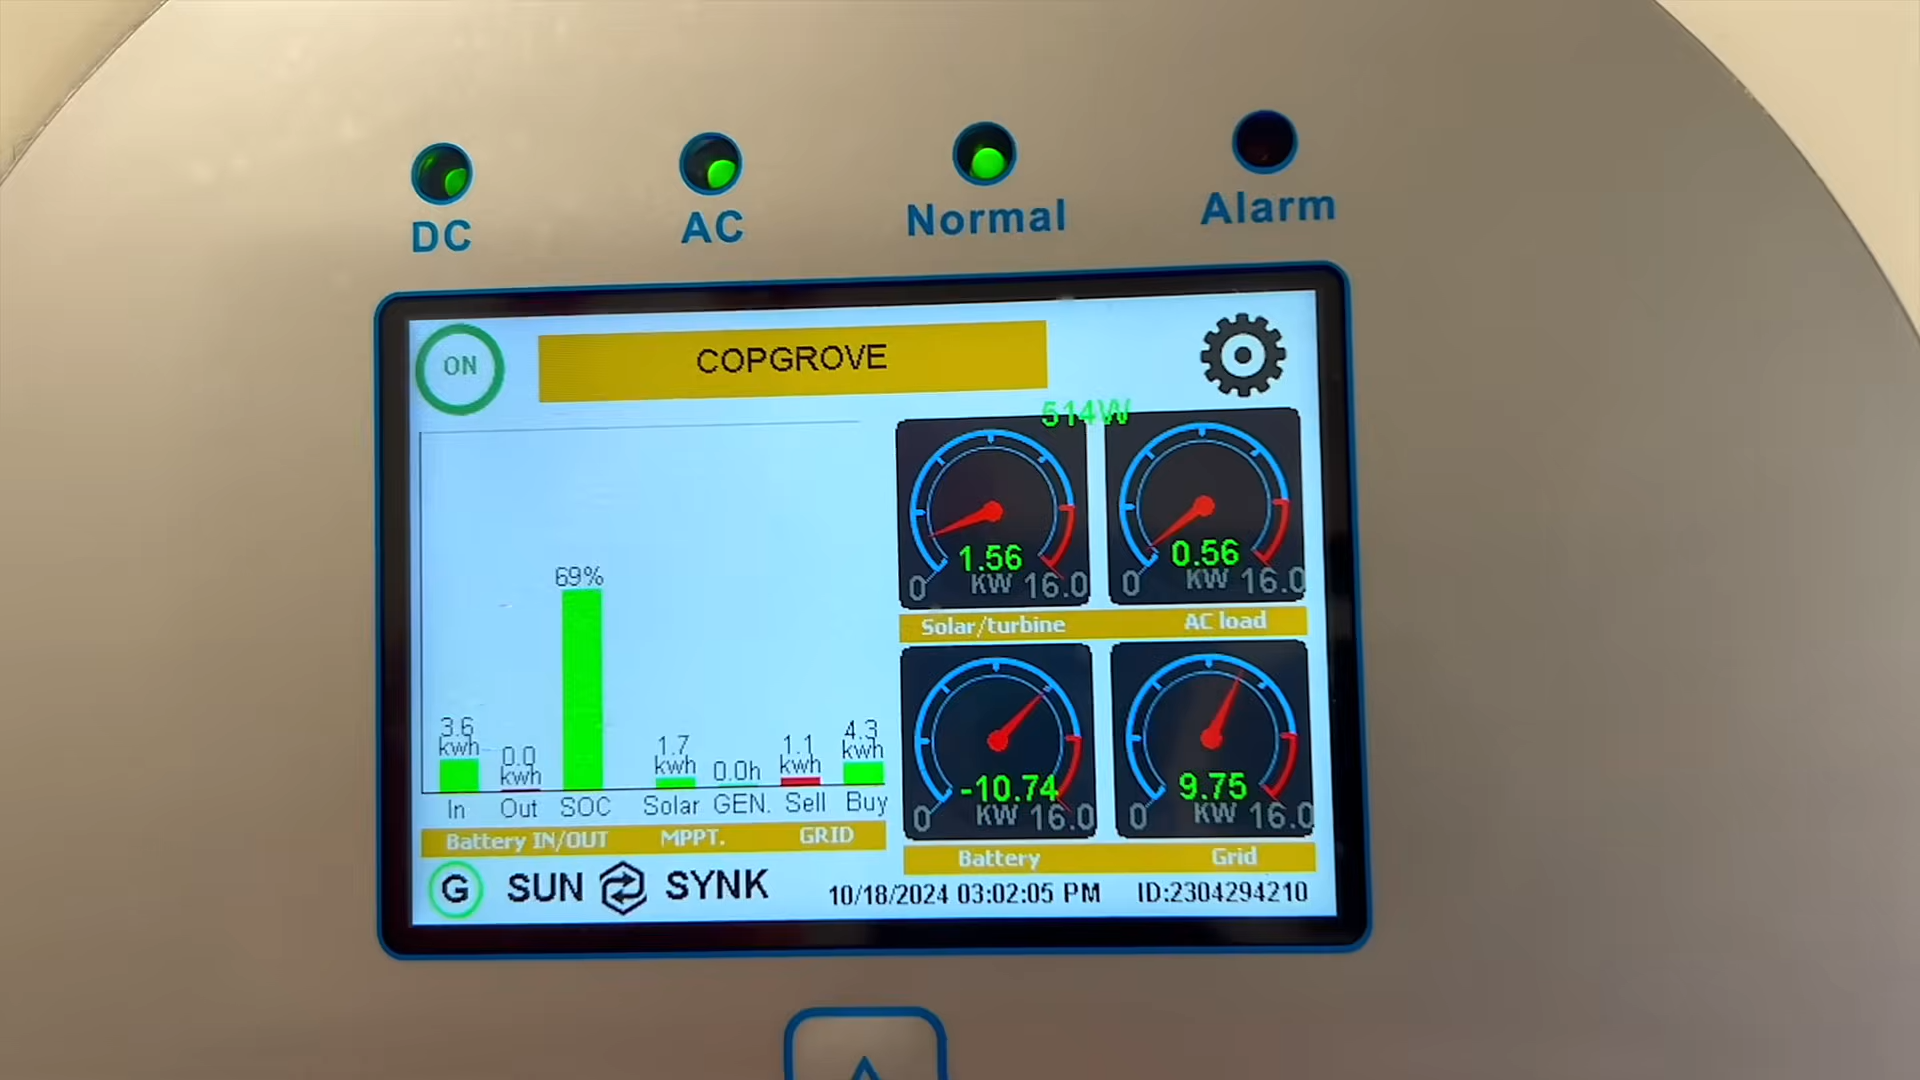 DC AC Normal Alarm
ON COPGROVE
514W
1.56 0.56
0 KW 16.0 0 KW 16.0
Solar/turbine AC load
-10.74 9.75
0 KW 16.0 0 KW 16.0
Battery Grid
69%
3.6 kwh
0.0 kwh
1.7 kwh
0.0h
1.1 kwh
4.3 kwh
In Out SOC Solar GEN. Sell Buy
Battery IN/OUT MPPT. GRID
G SUN SYNK 10/18/2024 03:02:05 PM ID:2304294210